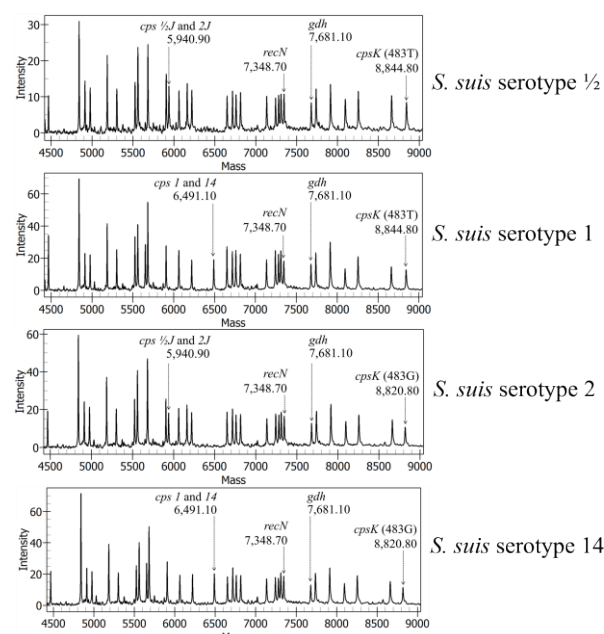 cps ½J and 2J
5,940.90
gdh
7,681.10
recN
7,348.70
cpsK (483T)
8,844.80
S. suis serotype ½
Intensity
30
20
10
0
4500 5000 5500 6000 6500 7000 7500 8000 8500 9000
Mass
cps 1 and 14
6,491.10
gdh
7,681.10
recN
7,348.70
cpsK (483T)
8,844.80
S. suis serotype 1
Intensity
60
40
20
0
4500 5000 5500 6000 6500 7000 7500 8000 8500 9000
Mass
cps ½J and 2J
5,940.90
gdh
7,681.10
recN
7,348.70
cpsK (483G)
8,820.80
S. suis serotype 2
Intensity
60
40
20
0
4500 5000 5500 6000 6500 7000 7500 8000 8500 9000
Mass
cps 1 and 14
6,491.10
gdh
7,681.10
recN
7,348.70
cpsK (483G)
8,820.80
S. suis serotype 14
Intensity
60
40
20
0
4500 5000 5500 6000 6500 7000 7500 8000 8500 9000